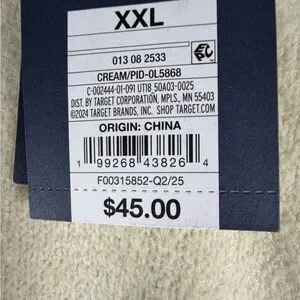 XXL
013 08 2533
CREAM/PID-0L5868
C-002444-01-091 UT18 50A03-0025
DIST. BY TARGET CORPORATION, MPLS., MN 55403
©2024 TARGET BRANDS, INC. SHOP TARGET.COM
ORIGIN: CHINA
1 99268 43826 4
F00315852-Q2/25
$45.00